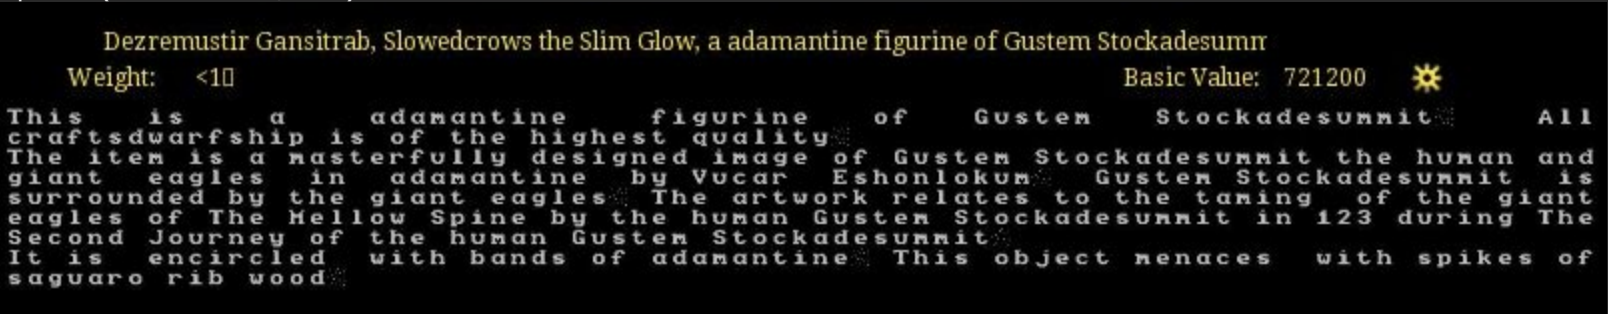 Dezremustir Gansitrab, Slowedcrows the Slim Glow, a adamantine figurine of Gustem Stockadesumm
Weight: <1 Basic Value: 721200 ☼
This is a adamantine figurine of Gustem Stockadesummit All
craftsdwarfship is of the highest quality
The item is a masterfully designed image of Gustem Stockadesummit the human and
giant eagles in adamantine by Vucar Eshonlokum Gustem Stockadesummit is
surrounded by the giant eagles The artwork relates to the taming of the giant
eagles of The Mellow Spine by the human Gustem Stockadesummit in 123 during The
Second Journey of the human Gustem Stockadesummit
It is encircled with bands of adamantine This object menaces with spikes of
saguaro rib wood